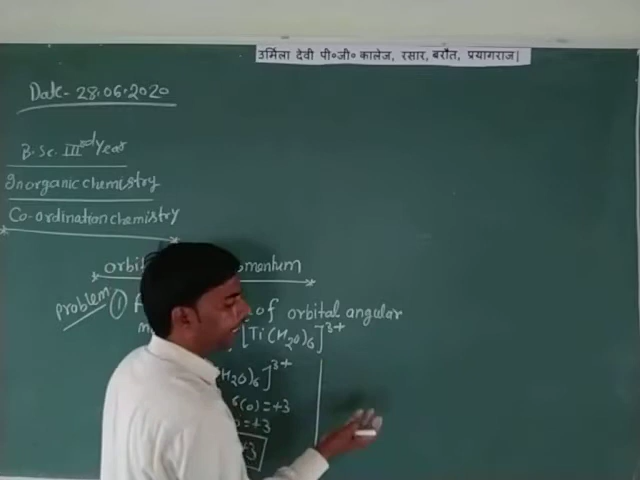 उर्मिला देवी पी०जी० कालेज, रसार, बरौत, प्रयागराज।
Date- 28.06.2020
B.Sc. IIIrd Year
Inorganic chemistry
Co-ordination chemistry
orbit omentum
problem ① of orbital angular
[Ti(H2O)6]3+
H2O)6]3+
6(0)=+3
=+3
+3